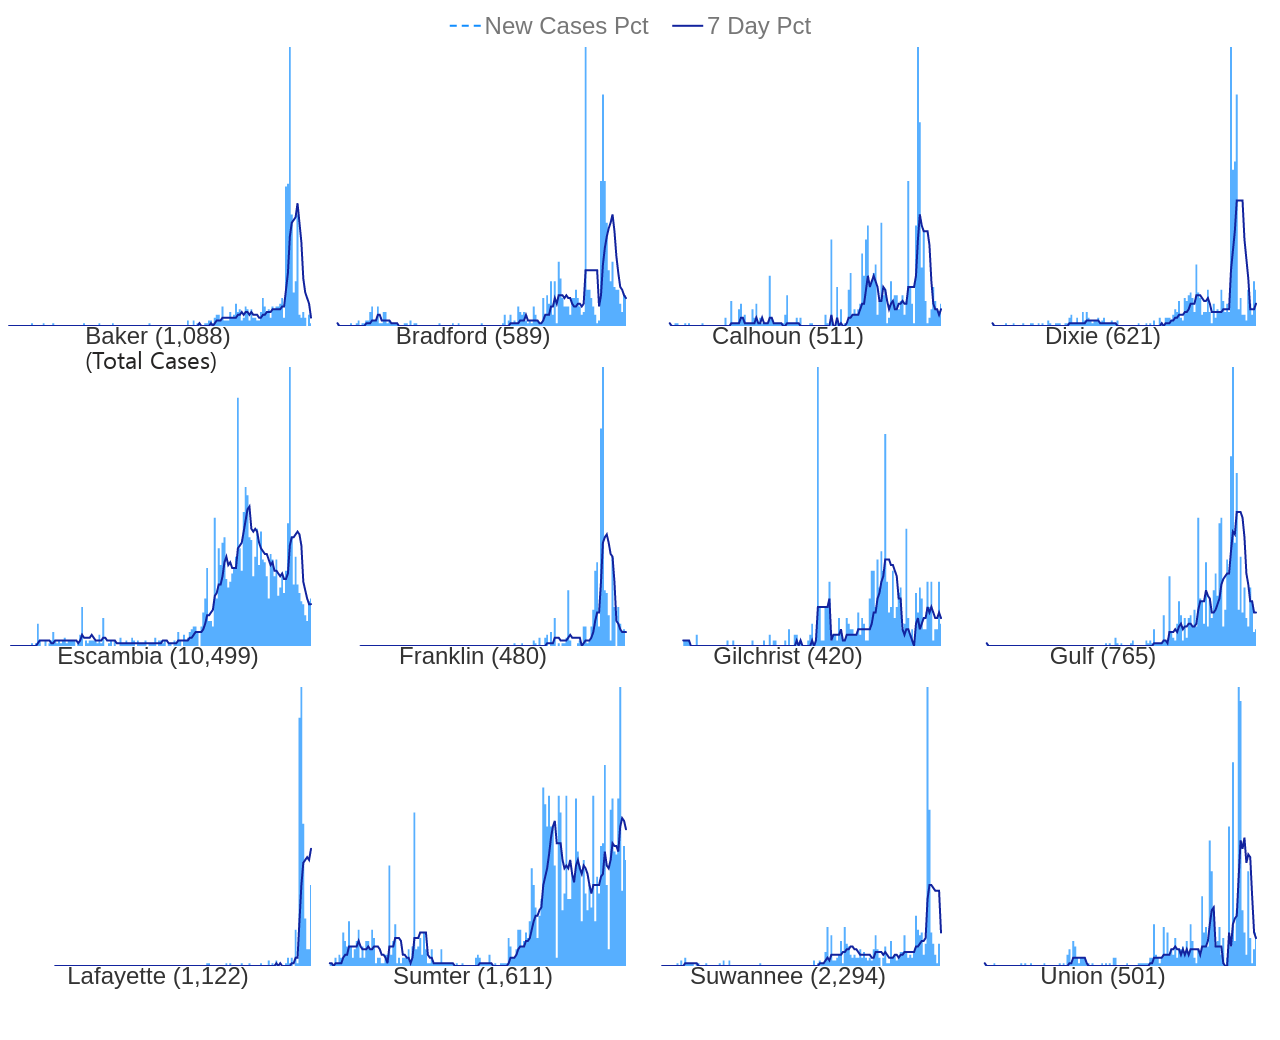 New Cases Pct 7 Day Pct
Baker (1,088) Bradford (589) Calhoun (511) Dixie (621)
(Total Cases)
Escambia (10,499) Franklin (480) Gilchrist (420) Gulf (765)
Lafayette (1,122) Sumter (1,611) Suwannee (2,294) Union (501)